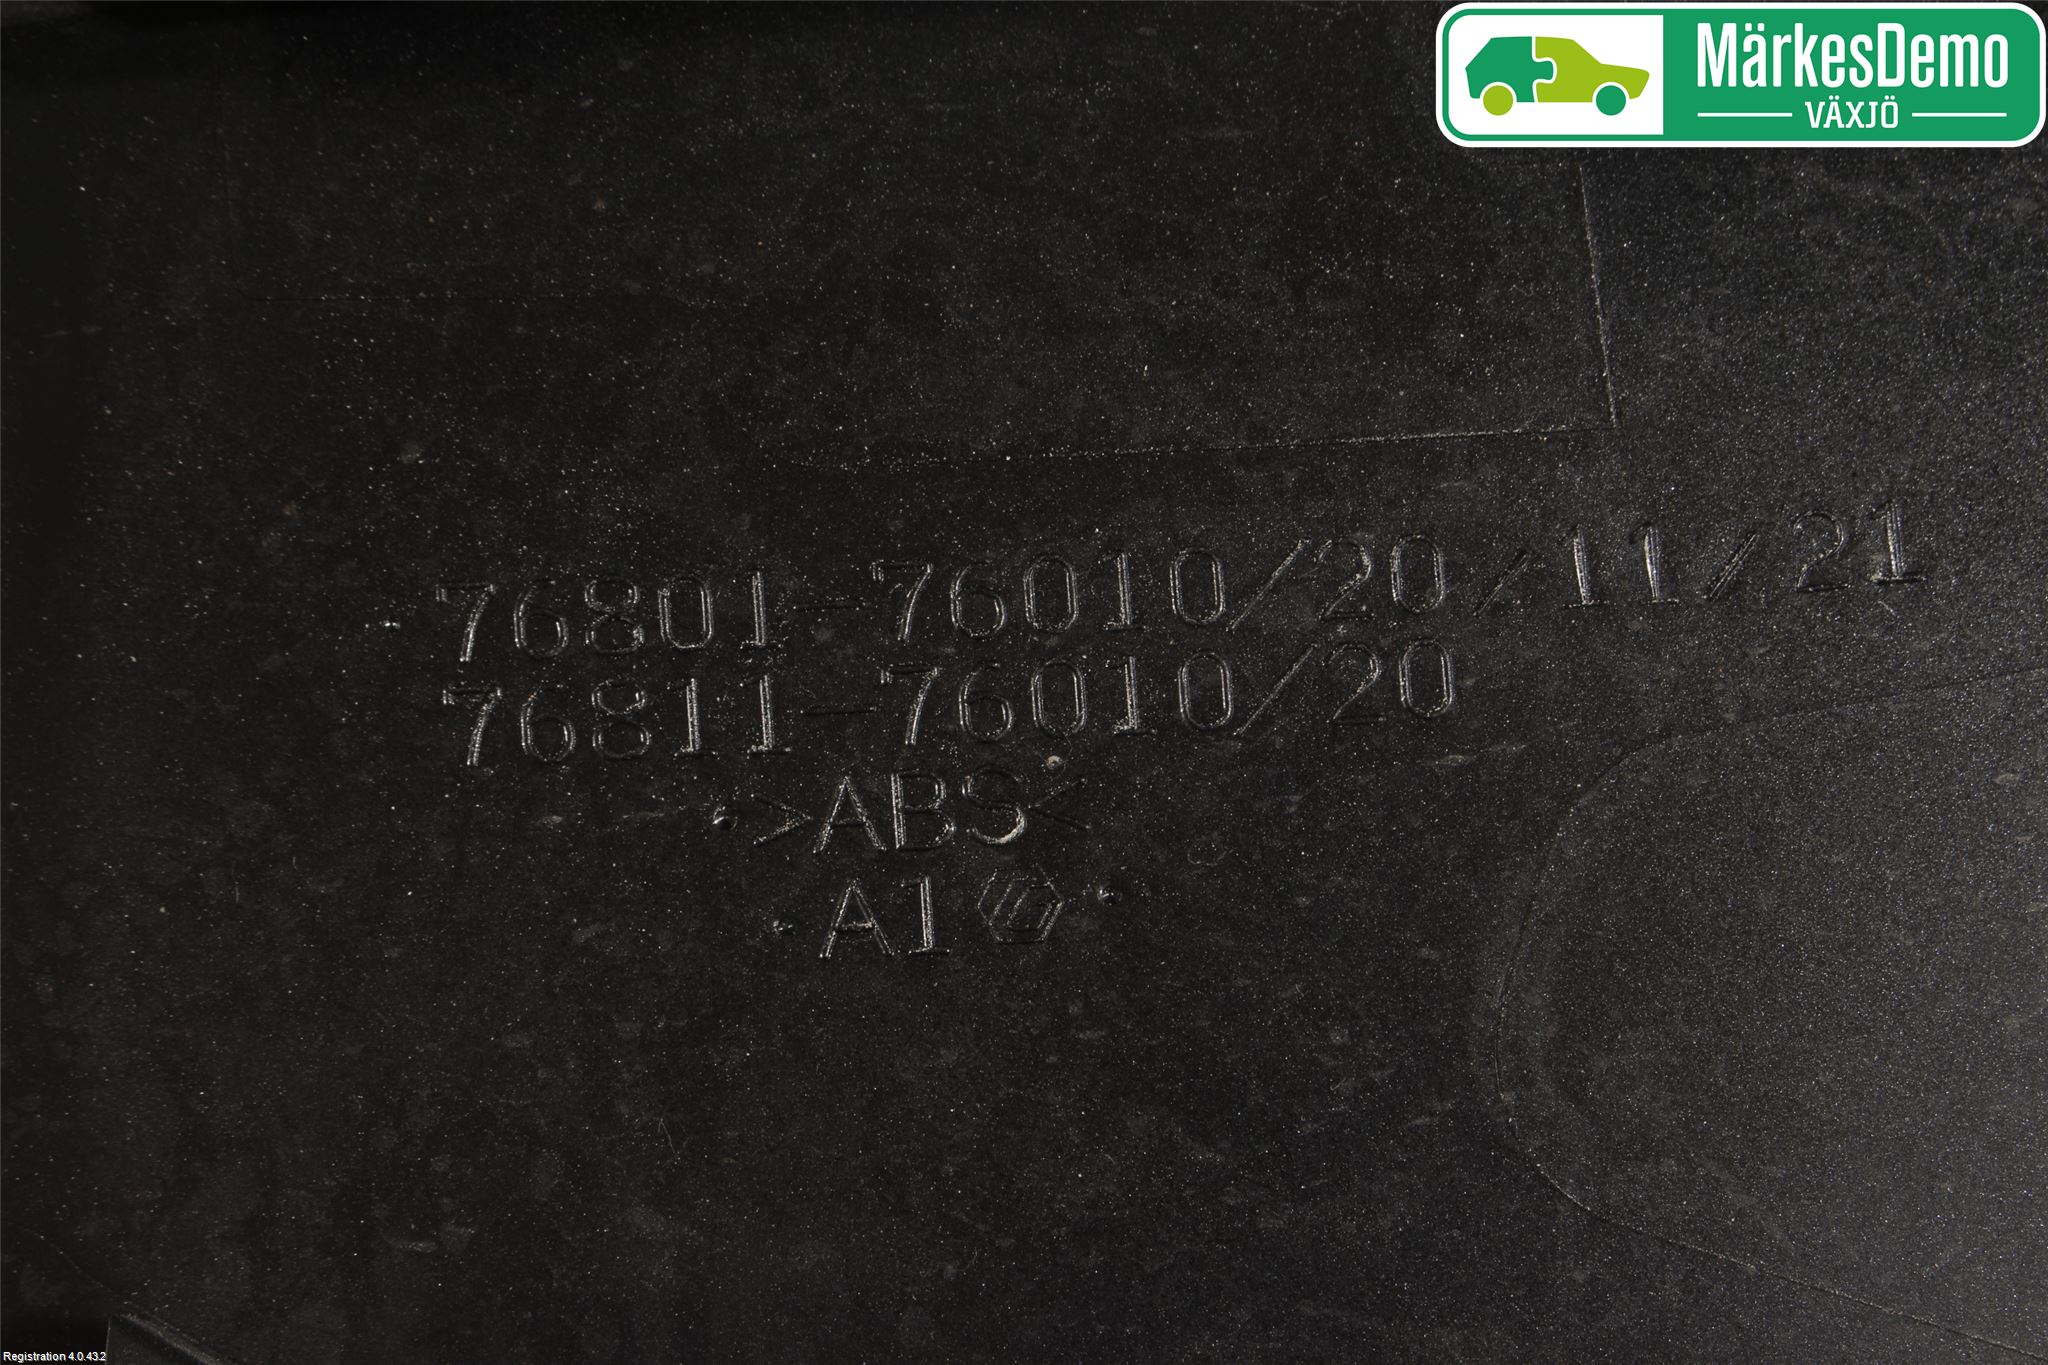 MärkesDemo
VÄXJÖ
76801-76010/20/11/21
76811-76010/20
>ABS<
A1
Registration 4.0.43.2